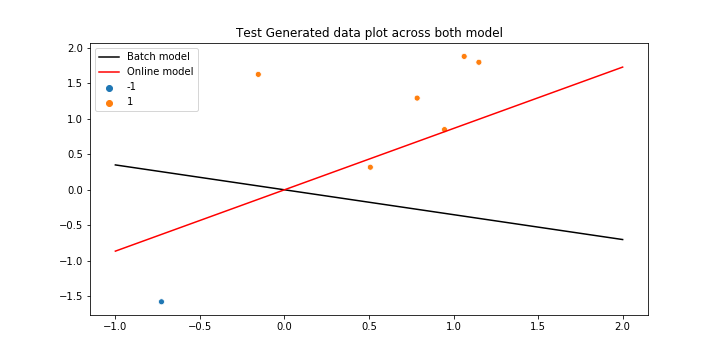 Test Generated data plot across both model
Batch model
Online model
-1
1
2.0
1.5
1.0
0.5
0.0
−0.5
−1.0
−1.5
−1.0 −0.5 0.0 0.5 1.0 1.5 2.0